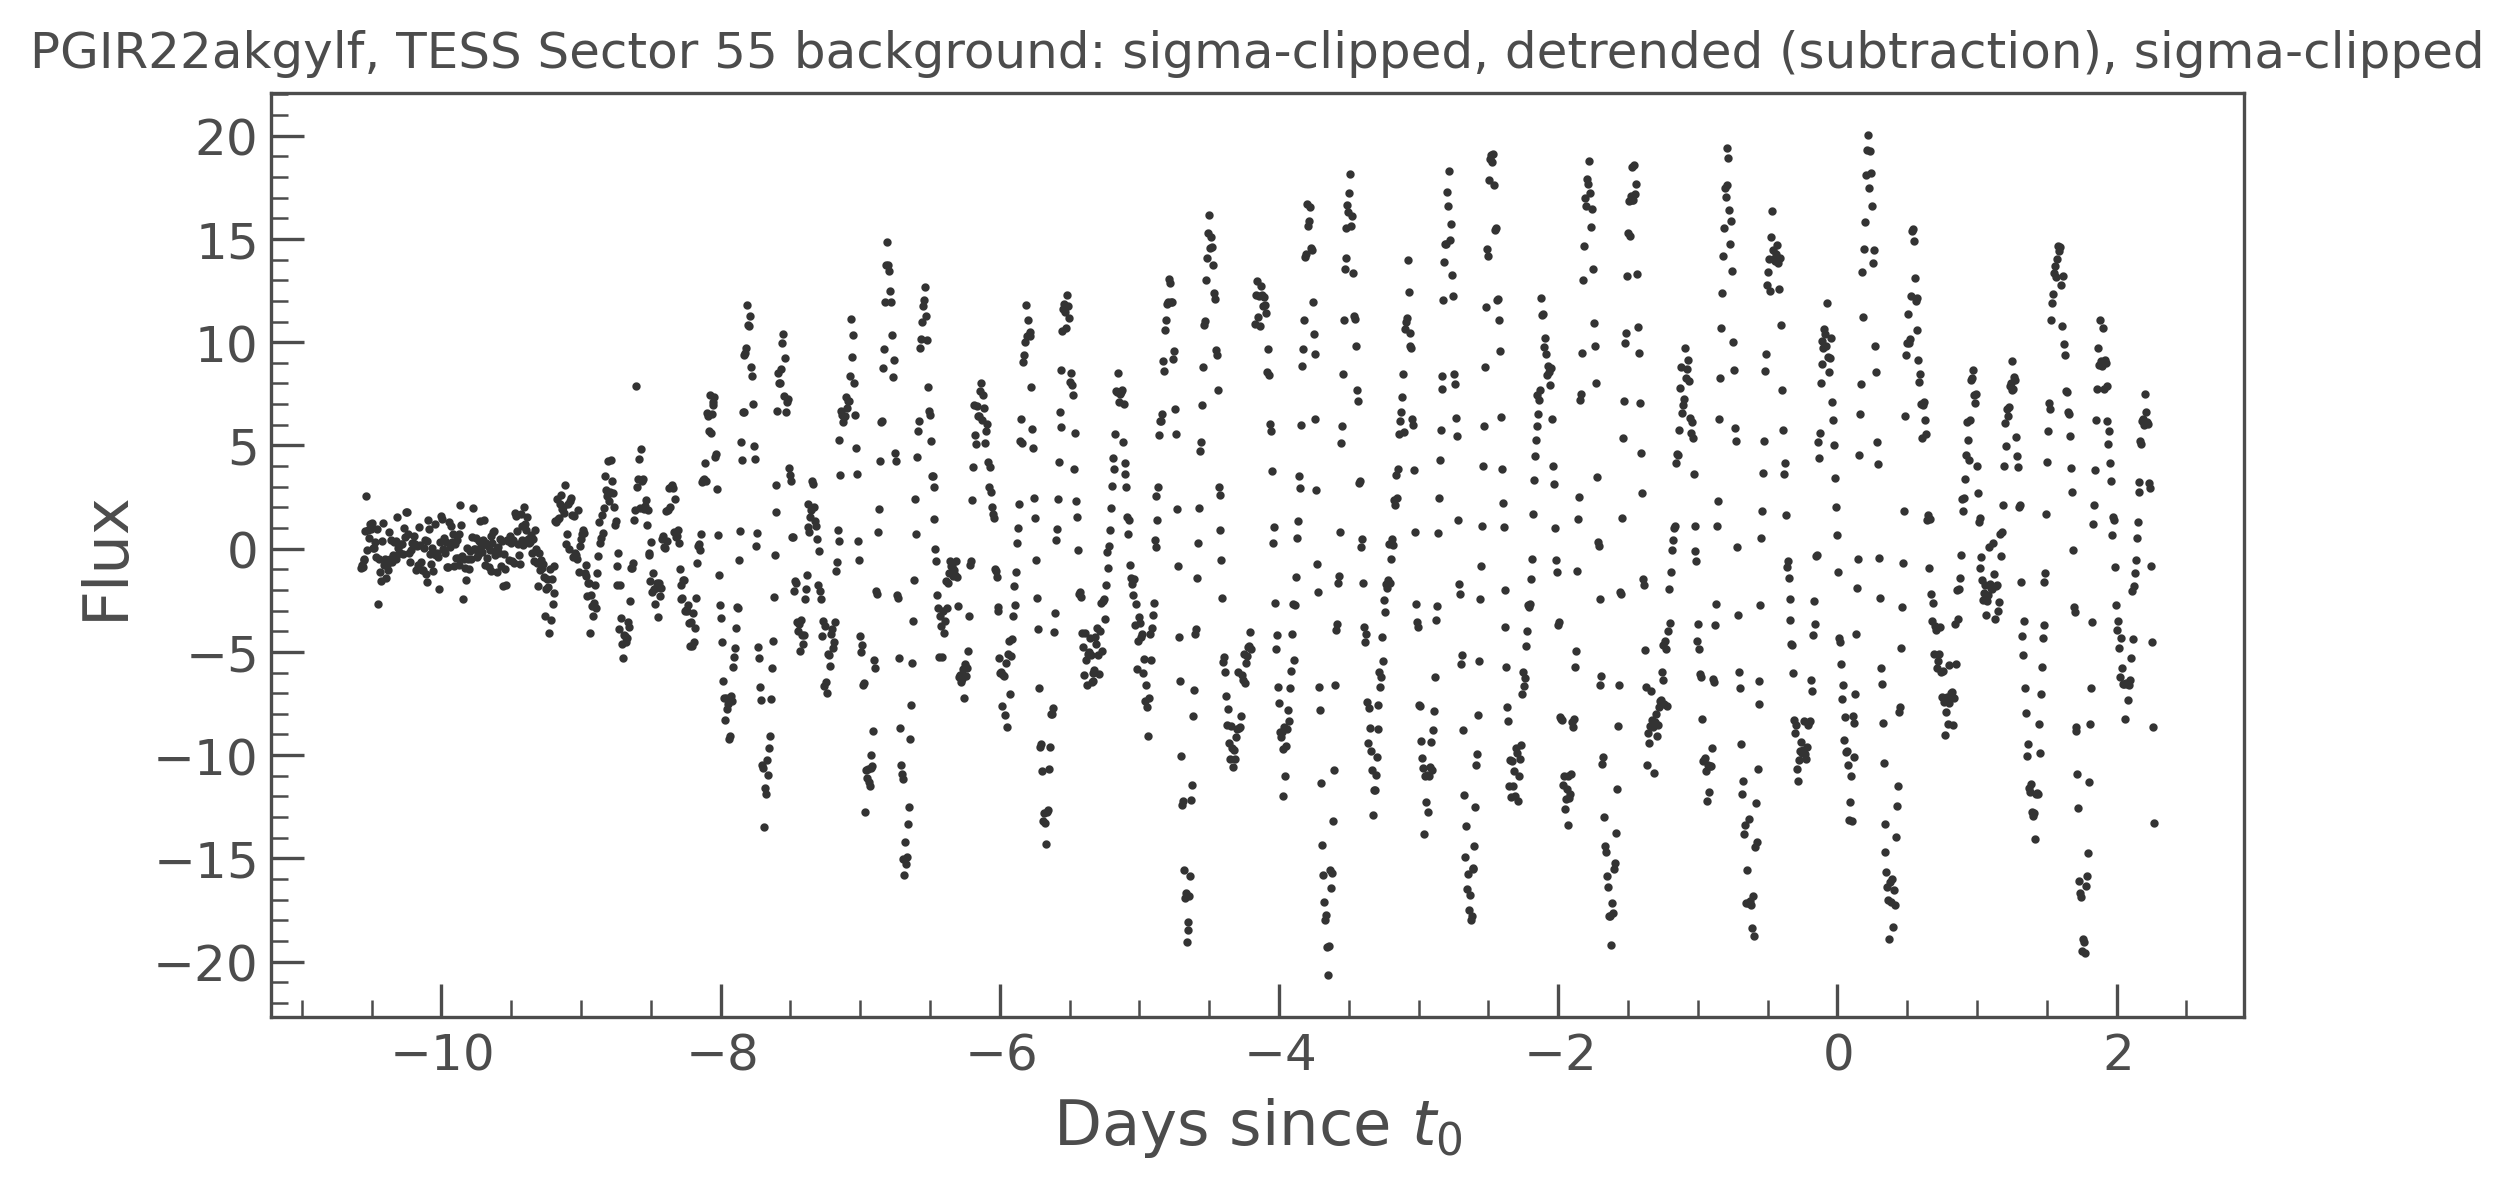 PGIR22akgylf, TESS Sector 55 background: sigma-clipped, detrended (subtraction), sigma-clipped
20
15
10
5
0
−5
−10
−15
−20
Flux
−10 −8 −6 −4 −2 0 2
Days since t₀